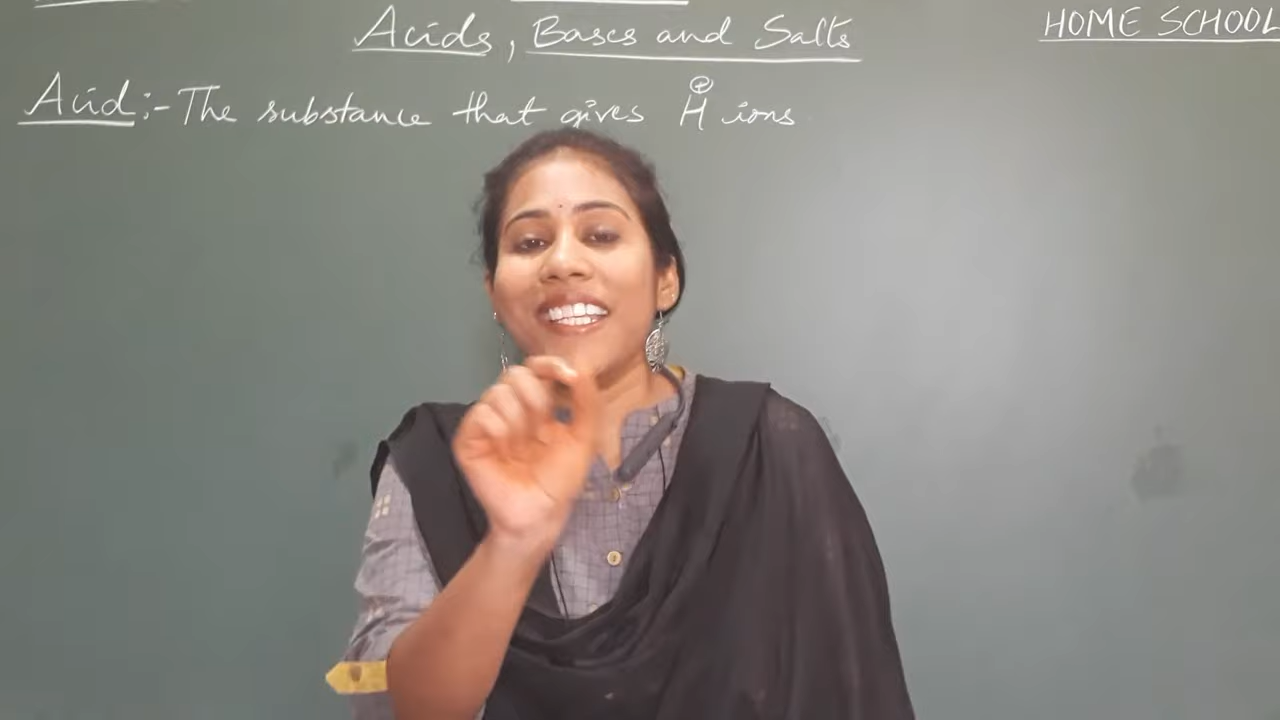 Acids, Bases and Salts
HOME SCHOOL
Acid:- The substance that gives H⊕ ions